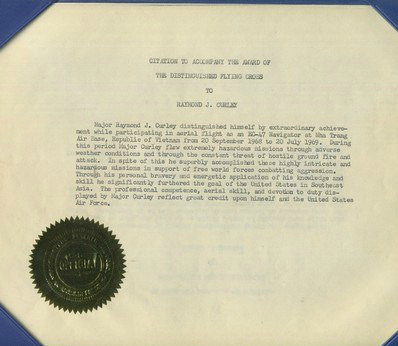 CITATION TO ACCOMPANY THE AWARD OF
THE DISTINGUISHED FLYING CROSS
TO
RAYMOND J. CURLEY
Major Raymond J. Curley distinguished himself by extraordinary achieve-
ment while participating in aerial flight as an EC-47 Navigator at Nha Trang
Air Base, Republic of Vietnam from 20 September 1968 to 20 July 1969. During
this period Major Curley flew extremely hazardous missions through adverse
weather conditions and through the constant threat of hostile ground fire and
attack. In spite of this he superbly accomplished these highly intricate and
hazardous missions in support of free world forces combatting aggression.
Through his personal bravery and energetic application of his knowledge and
skill he significantly furthered the goal of the United States in Southeast
Asia. The professional competence, aerial skill, and devotion to duty dis-
played by Major Curley reflect great credit upon himself and the United States
Air Force.
OFFICIAL